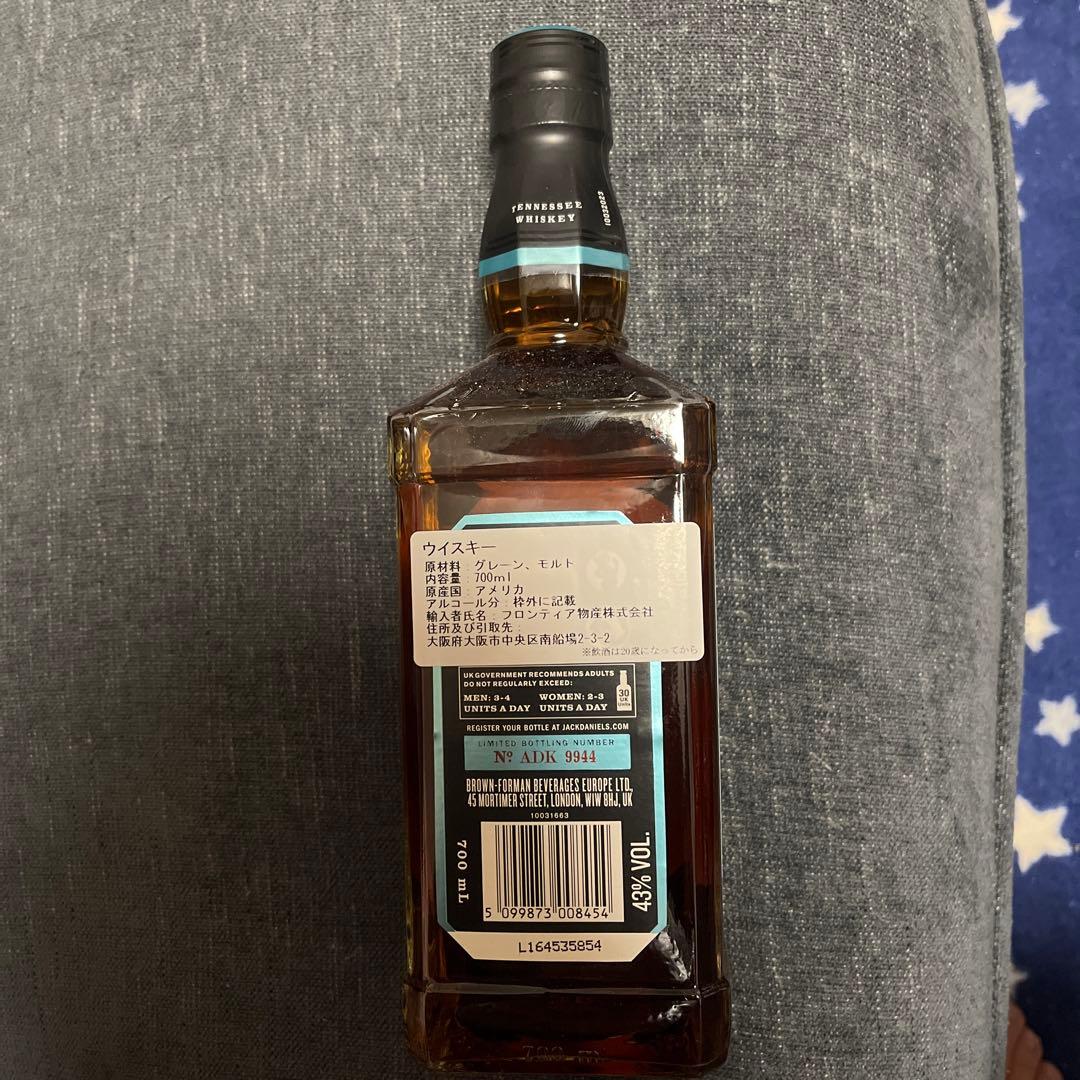 TENNESSEE
WHISKEY
10032023
ウイスキー
原材料：グレーン、モルト
内容量：700ml
原産国：アメリカ
アルコール分：枠外に記載
輸入者氏名：フロンティア物産株式会社
住所及び引取先：
大阪府大阪市中央区南船場2-3-2
※飲酒は20歳になってから
UK GOVERNMENT RECOMMENDS ADULTS
DO NOT REGULARLY EXCEED:
MEN: 3-4 WOMEN: 2-3
UNITS A DAY UNITS A DAY
30
UK
Units
REGISTER YOUR BOTTLE AT JACKDANIELS.COM
LIMITED BOTTLING NUMBER
Nº ADK 9944
BROWN-FORMAN BEVERAGES EUROPE LTD.,
45 MORTIMER STREET, LONDON, W1W 8HJ, UK
10031663
700 mL
43% VOL.
5 099873 008454
L164535854